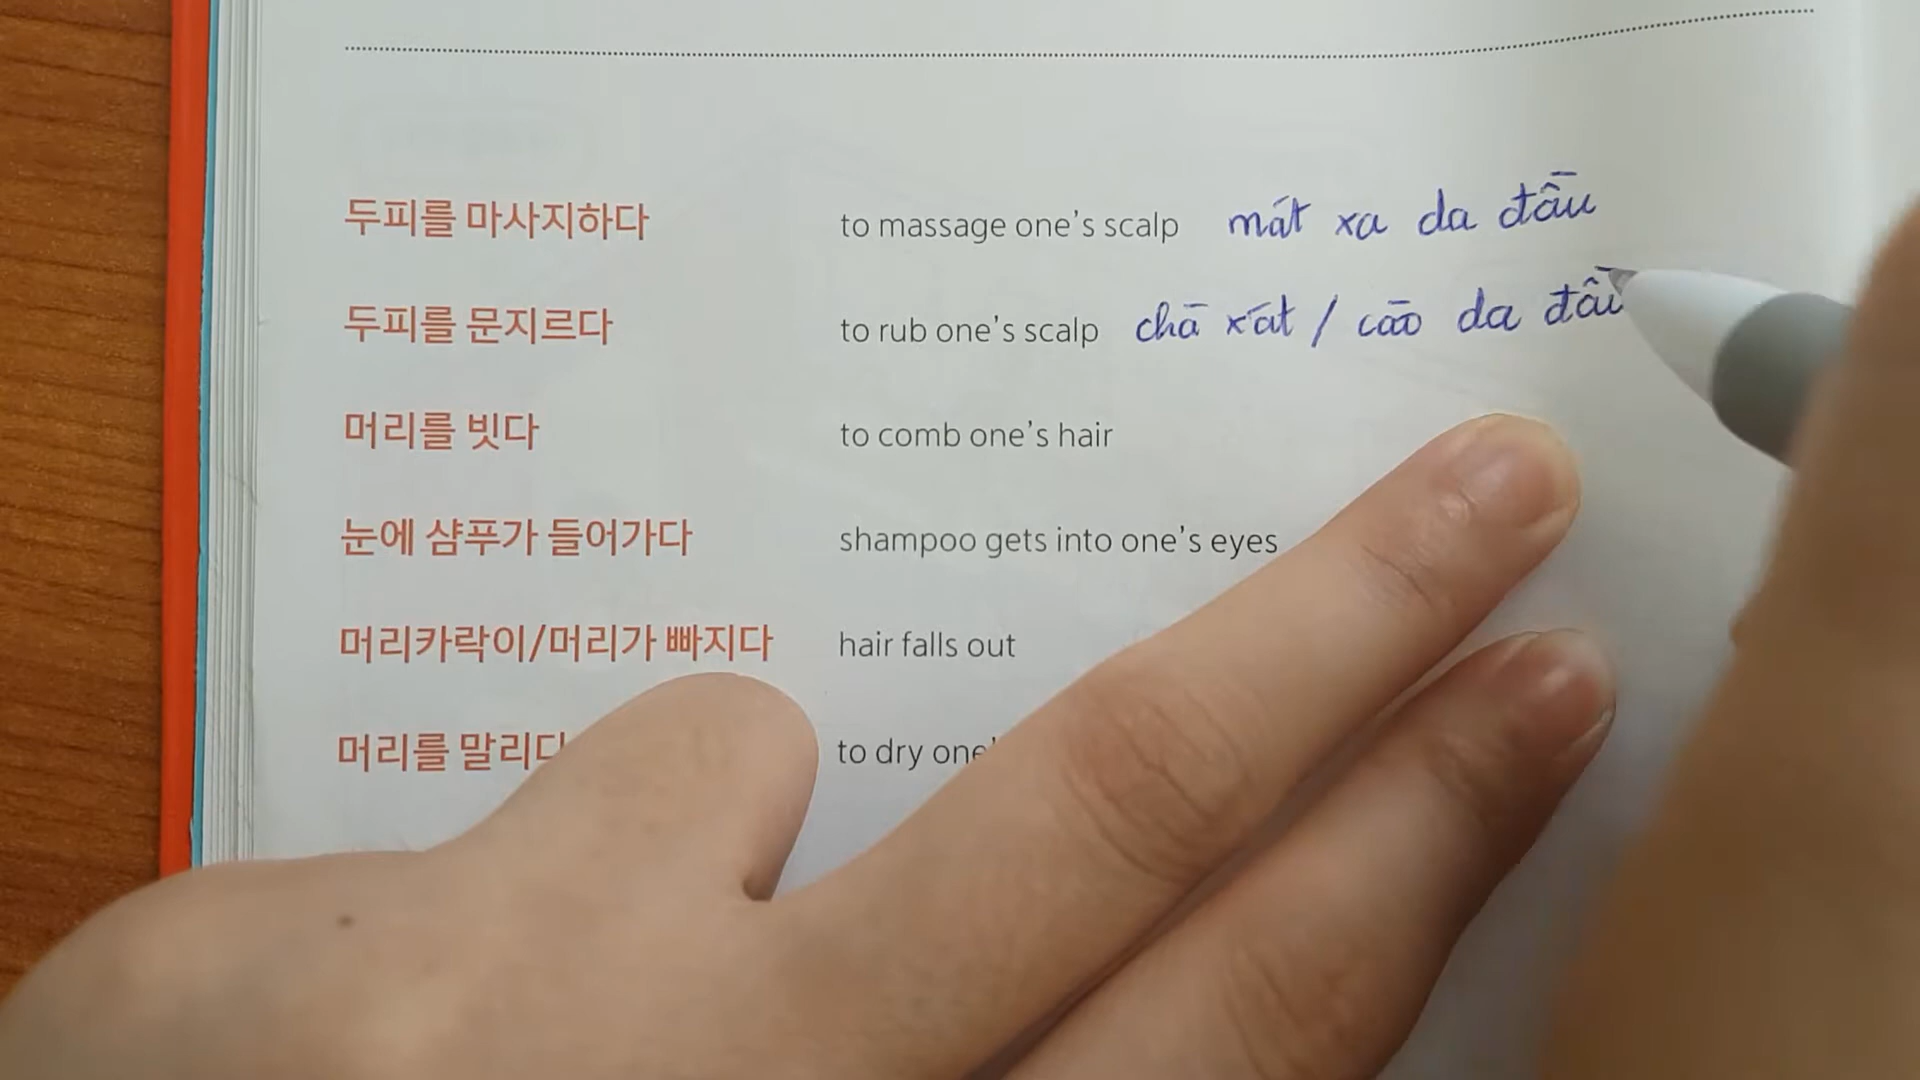 두피를 마사지하다 to massage one's scalp mát xa da đầu
두피를 문지르다 to rub one's scalp chà xát / cào da đầu
머리를 빗다 to comb one's hair
눈에 샴푸가 들어가다 shampoo gets into one's eyes
머리카락이/머리가 빠지다 hair falls out
머리를 말리다 to dry one'